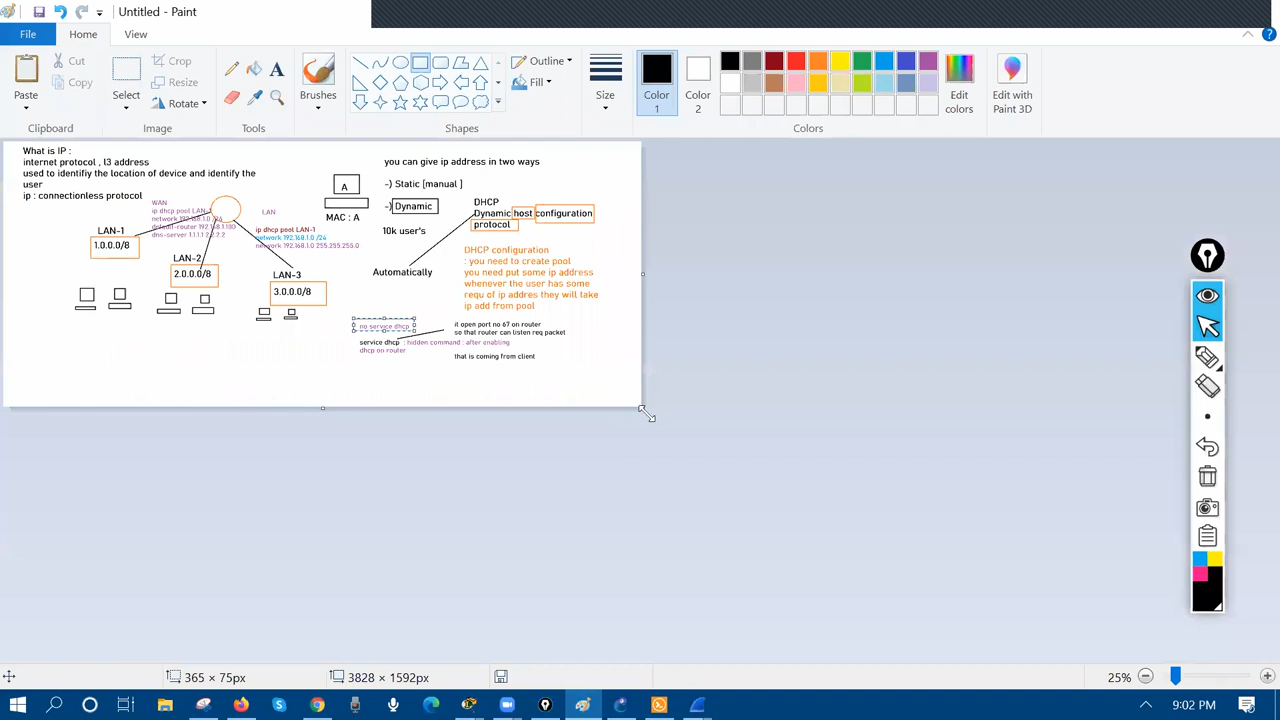 Untitled - Paint
File
Home
View
Paste
Cut
Copy
Clipboard
Select
Crop
Resize
Rotate
Image
A
Tools
Brushes
Outline
Fill
Shapes
Size
Color 1
Color 2
Edit colors
Colors
Edit with Paint 3D
What is IP :
internet protocol , l3 address
used to identifiy the location of device and identify the
user
ip : connectionless protocol
WAN
ip dhcp pool LAN-
network 192.168.1.0 /24
default-router 192.168.1.100
dns-server 1.1.1.1 2.2.2.2
LAN
ip dhcp pool LAN-1
network 192.168.1.0 /24
network 192.168.1.0 255.255.255.0
LAN-1
1.0.0.0/8
LAN-2
2.0.0.0/8
LAN-3
3.0.0.0/8
A
MAC : A
you can give ip address in two ways
-) Static [manual ]
-) Dynamic
10k user's
Automatically
DHCP
Dynamic host configuration
protocol
DHCP configuration
: you need to create pool
you need put some ip address
whenever the user has some
requ of ip addres they will take
ip add from pool
no service dhcp
service dhcp : hidden command : after enabling
dhcp on router
it open port no 67 on router
so that router can listen req packet
that is coming from client
365 × 75px
3828 × 1592px
25%
9:02 PM